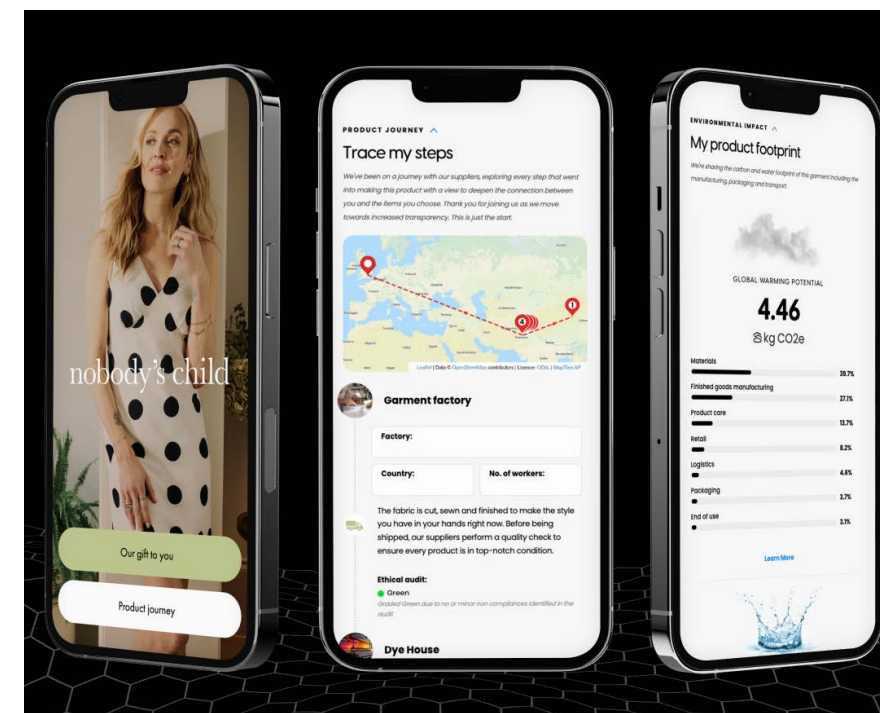 nobody's child
Our gift to you
Product journey
PRODUCT JOURNEY
Trace my steps
We've been on a journey with our suppliers, exploring every step that went
into making this product with a view to deepen the connection between
you and the items you choose. Thank you for joining us as we move
towards increased transparency. This is just the start.
4
1
Leaflet | Data © OpenStreetMap contributors | Licence: ODbL | MapTiles API
Garment factory
Factory:
Country:
No. of workers:
The fabric is cut, sewn and finished to make the style
you have in your hands right now. Before being
shipped, our suppliers perform a quality check to
ensure every product is in top-notch condition.
Ethical audit:
Green
Graded Green due to no or minor non compliances identified in the
audit
Dye House
ENVIRONMENTAL IMPACT
My product footprint
We're sharing the carbon and water footprint of this garment including the
manufacturing, packaging and transport.
GLOBAL WARMING POTENTIAL
4.46
kg CO2e
Materials
29.7%
Finished goods manufacturing
27.1%
Product care
13.7%
Retail
8.2%
Logistics
4.8%
Packaging
3.7%
End of use
3.1%
Learn More